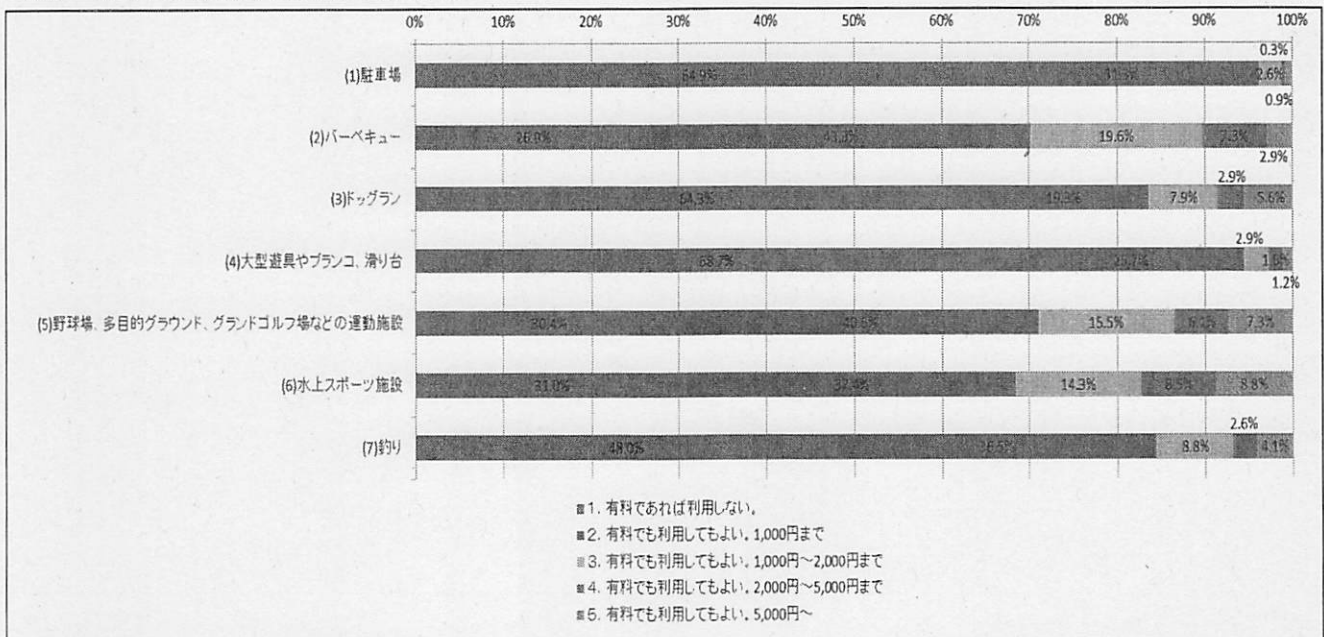 0% 10% 20% 30% 40% 50% 60% 70% 80% 90% 100%
0.3%
(1)駐車場 64.9% 2.6%
0.9%
(2)バーベキュー 19.6% 7.3%
2.9%
2.9%
(3)ドッグラン 64.3% 19.3% 7.9% 5.6%
2.9%
(4)大型遊具やブランコ、滑り台 68.7%
1.2%
(5)野球場、多目的グラウンド、グランドゴルフ場などの運動施設 30.4% 15.5% 7.3%
(6)水上スポーツ施設 31.0% 37.4% 14.3% 8.5% 8.8%
2.6%
(7)釣り 48.0% 8.8% 4.1%
■1. 有料であれば利用しない。
■2. 有料でも利用してもよい。1,000円まで
■3. 有料でも利用してもよい。1,000円～2,000円まで
■4. 有料でも利用してもよい。2,000円～5,000円まで
■5. 有料でも利用してもよい。5,000円～